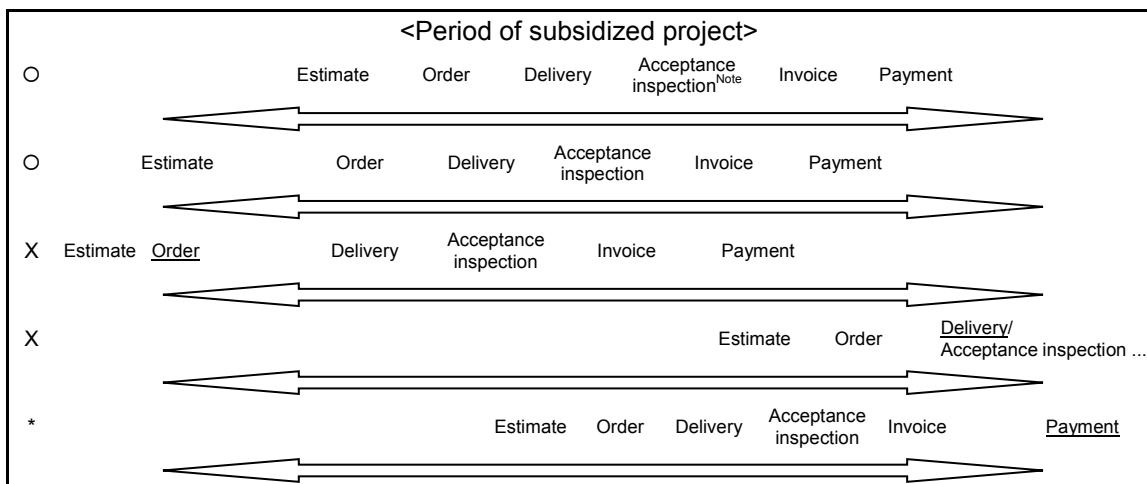 <Period of subsidized project>
○ Estimate Order Delivery Acceptance inspectionNote Invoice Payment
○ Estimate Order Delivery Acceptance inspection Invoice Payment
X Estimate Order Delivery Acceptance inspection Invoice Payment
X Estimate Order Delivery/ Acceptance inspection ...
* Estimate Order Delivery Acceptance inspection Invoice Payment